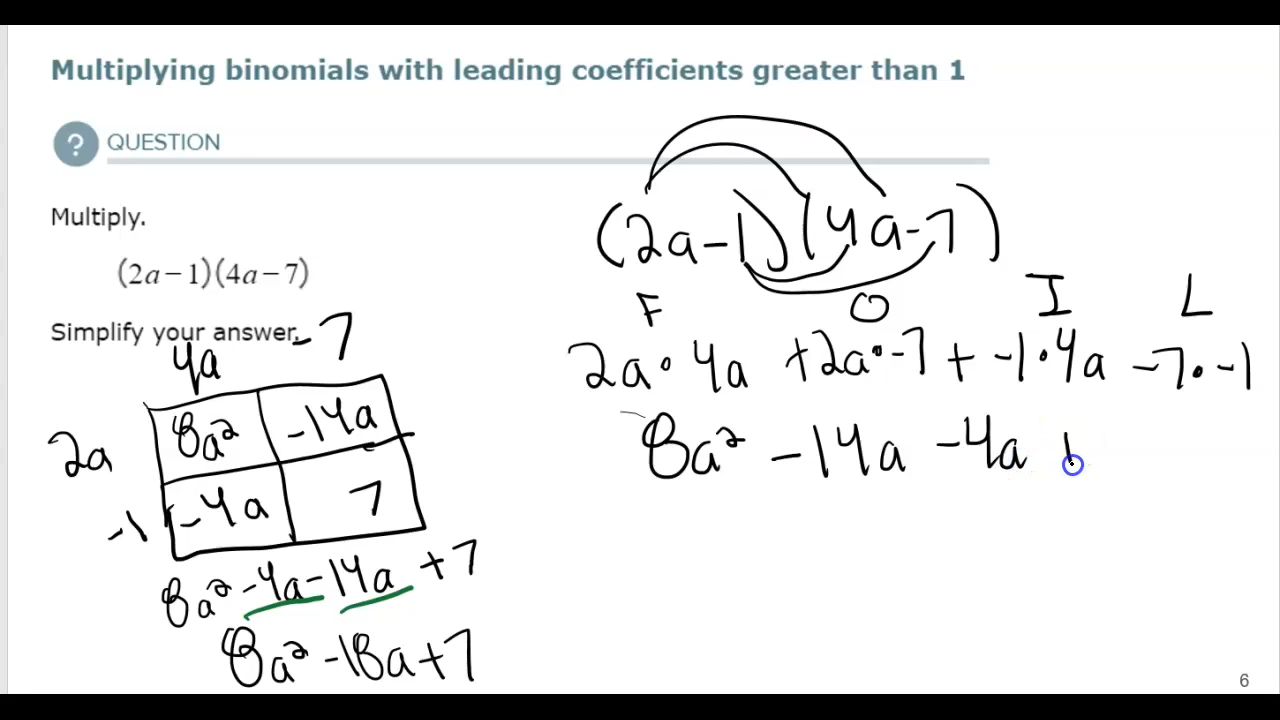 Multiplying binomials with leading coefficients greater than 1
? QUESTION
Multiply.
(2a−1)(4a−7)
Simplify your answer.
4a -7
2a 8a² -14a
-1 -4a 7
8a² -4a -14a +7
8a² -18a +7
(2a-1)(4a-7)
F O I L
2a • 4a +2a • -7 + -1 • 4a -7 • -1
8a² -14a -4a
6